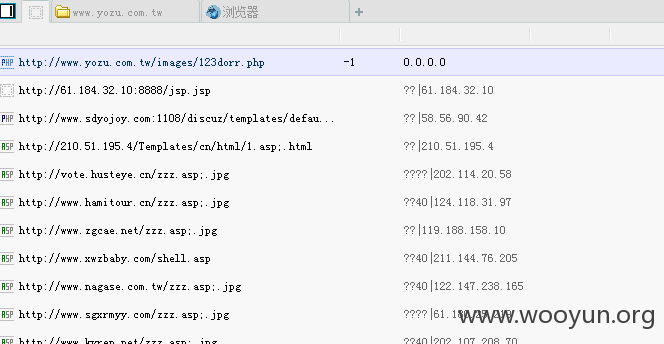 www.yozu.com.tw 浏览器
PHP http://www.yozu.com.tw/images/123dorr.php -1 0.0.0.0
http://61.184.32.10:8888/jsp.jsp ??|61.184.32.10
PHP http://www.sdyojoy.com:1108/discuz/templates/defau... ??|58.56.90.42
ASP http://210.51.195.4/Templates/cn/html/1.asp;.html ??|210.51.195.4
ASP http://vote.husteye.cn/zzz.asp;.jpg ????|202.114.20.58
ASP http://www.hamitour.cn/zzz.asp;.jpg ??40|124.118.31.97
ASP http://www.zgcae.net/zzz.asp;.jpg ??|119.188.158.10
ASP http://www.xwzbaby.com/shell.asp ??40|211.144.76.205
ASP http://www.nagase.com.tw/zzz.asp;.jpg ??40|122.147.238.165
ASP http://www.sgxrmyy.com/zzz.asp;.jpg ????
www.wooyun.org
ASP http://www.kyren.net/zzz.asp;.jpg ??40|202.107.208.70